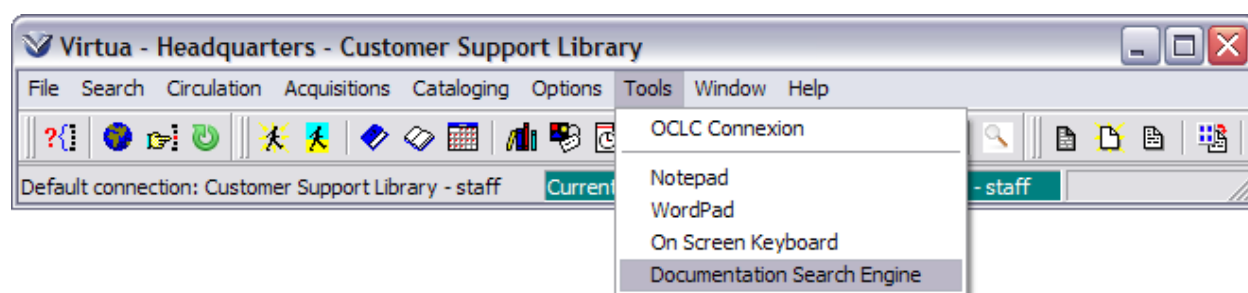 Virtua - Headquarters - Customer Support Library
File Search Circulation Acquisitions Cataloging Options Tools Window Help
OCLC Connexion
Default connection: Customer Support Library - staff Current - staff
Notepad
WordPad
On Screen Keyboard
Documentation Search Engine